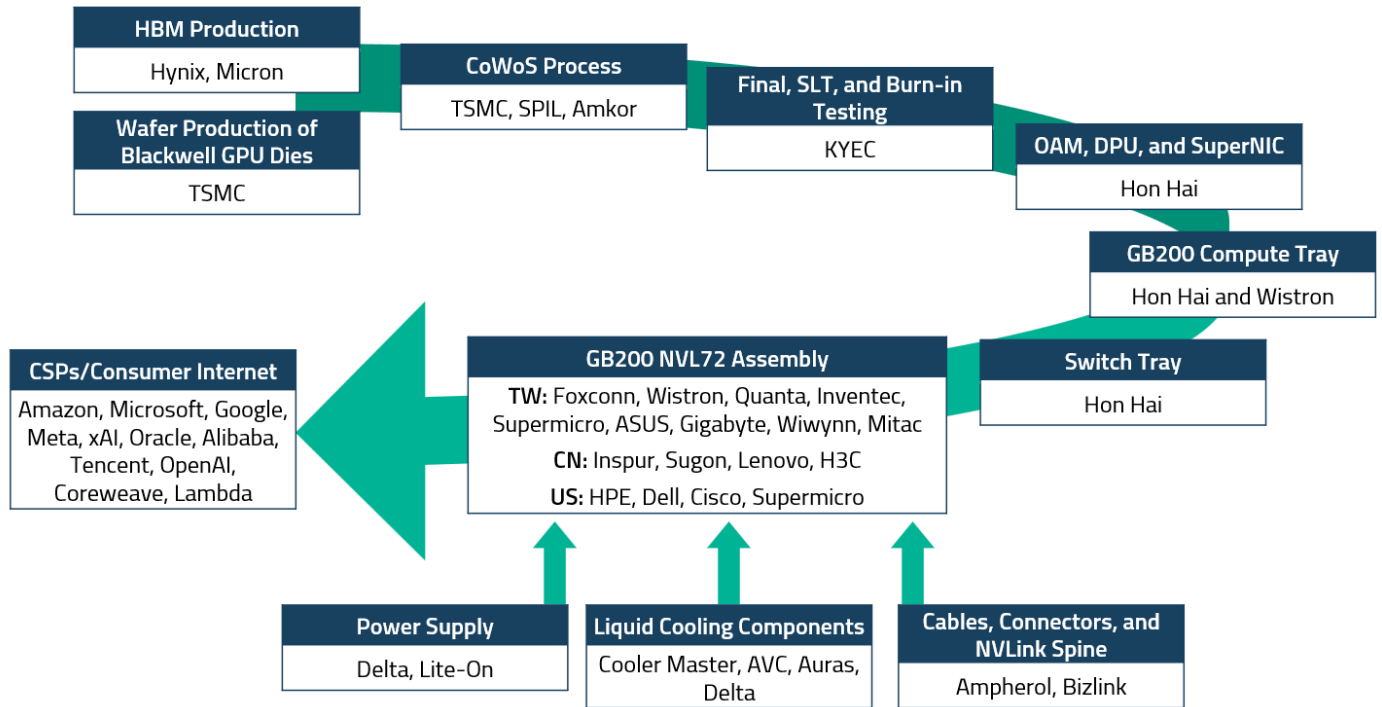 HBM Production
Hynix, Micron
Wafer Production of
Blackwell GPU Dies
TSMC
CoWoS Process
TSMC, SPIL, Amkor
Final, SLT, and Burn-in
Testing
KYEC
OAM, DPU, and SuperNIC
Hon Hai
GB200 Compute Tray
Hon Hai and Wistron
Switch Tray
Hon Hai
GB200 NVL72 Assembly
TW: Foxconn, Wistron, Quanta, Inventec,
Supermicro, ASUS, Gigabyte, Wiwynn, Mitac
CN: Inspur, Sugon, Lenovo, H3C
US: HPE, Dell, Cisco, Supermicro
CSPs/Consumer Internet
Amazon, Microsoft, Google,
Meta, xAI, Oracle, Alibaba,
Tencent, OpenAI,
Coreweave, Lambda
Power Supply
Delta, Lite-On
Liquid Cooling Components
Cooler Master, AVC, Auras,
Delta
Cables, Connectors, and
NVLink Spine
Ampherol, Bizlink